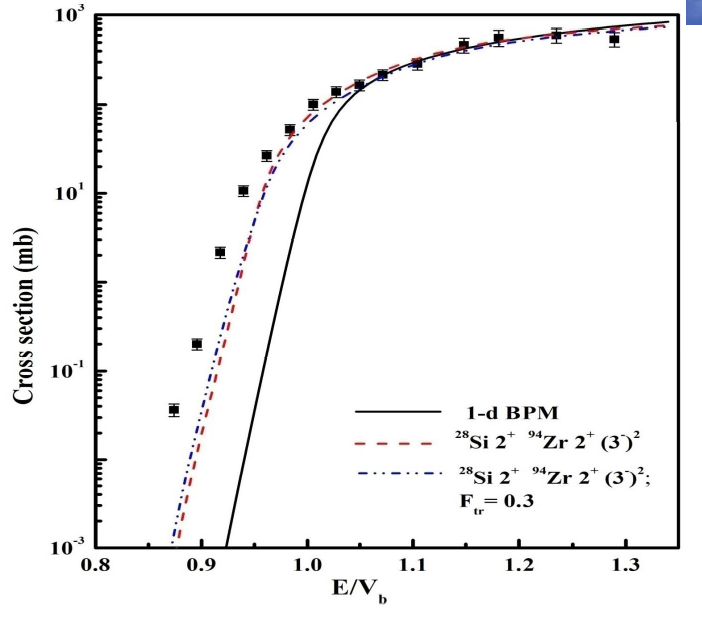 10³
10¹
10⁻¹
10⁻³
Cross section (mb)
1-d BPM
²⁸Si 2⁺ ⁹⁴Zr 2⁺ (3⁻)²
²⁸Si 2⁺ ⁹⁴Zr 2⁺ (3⁻)²;
Fₜᵣ= 0.3
0.8 0.9 1.0 1.1 1.2 1.3
E/V_b